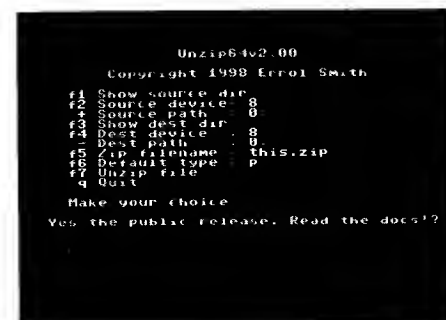 Unzip64v2.00
Copyright 1998 Errol Smith
f1 Show source dir
f2 Source device : 8
+ Source path : 0:
f3 Show dest dir
f4 Dest device : 8
- Dest path : 0:
f5 Zip filename : this.zip
f6 Default type : p
f7 Unzip file
q Quit
Make your choice
Yes the public release. Read the docs!?